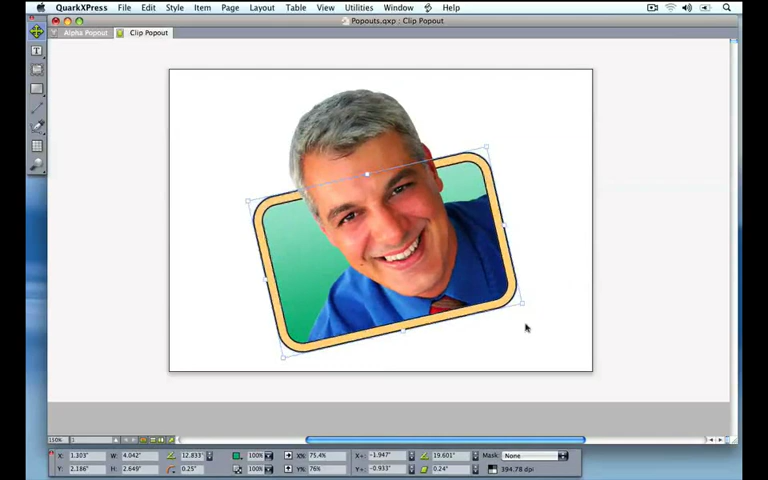 QuarkXPress File Edit Style Item Page Layout Table View Utilities Window Help
Popouts.qxp : Clip Popout
Alpha Popout Clip Popout
150% 1
X: 1.303" W: 4.042" 12.833° 100% X%: 75.4% X+: -1.947" 19.601° Mask: None
Y: 2.186" H: 2.649" 0.25" 100% Y%: 76% Y+: -0.933" 0.24° 394.78 dpi